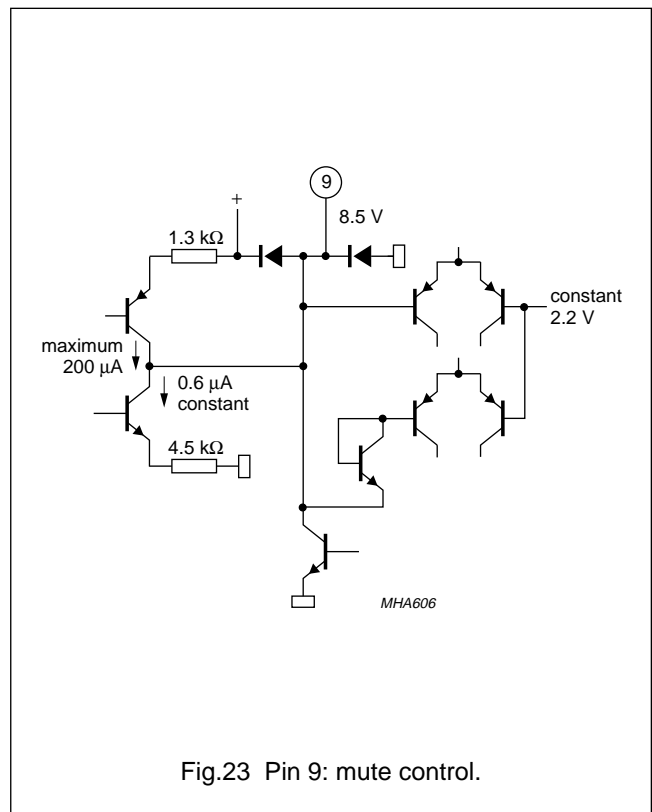 9
8.5 V
+
1.3 kΩ
constant
2.2 V
maximum
200 μA
0.6 μA
constant
4.5 kΩ
MHA606
Fig.23 Pin 9: mute control.